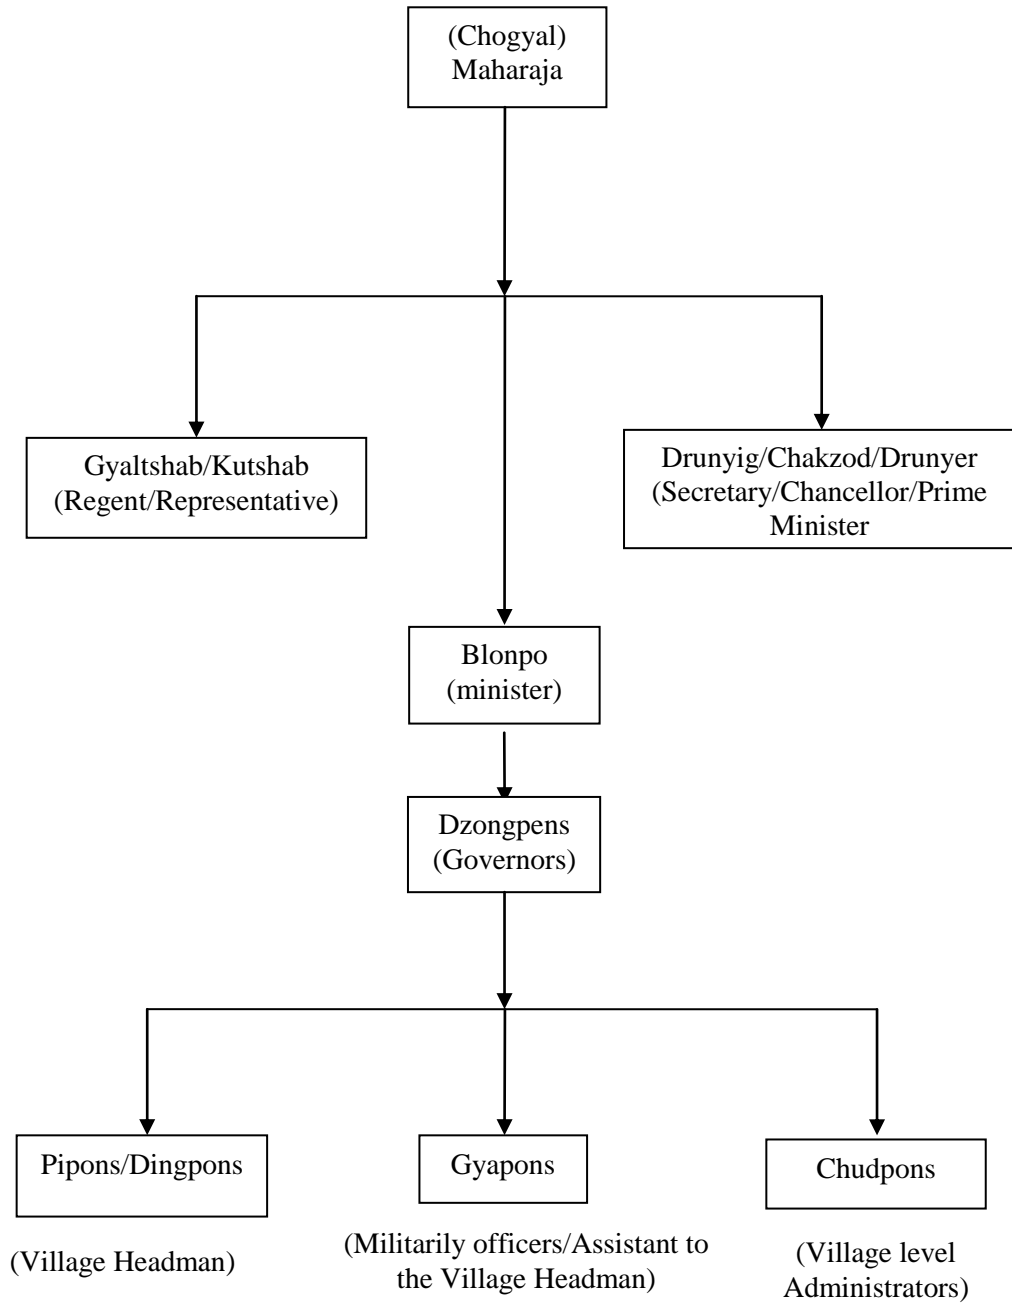 (Chogyal)
Maharaja
Gyaltshab/Kutshab
(Regent/Representative)
Drunyig/Chakzod/Drunyer
(Secretary/Chancellor/Prime
Minister
Blonpo
(minister)
Dzongpens
(Governors)
Pipons/Dingpons
Gyapons
Chudpons
(Village Headman)
(Militarily officers/Assistant to
the Village Headman)
(Village level
Administrators)